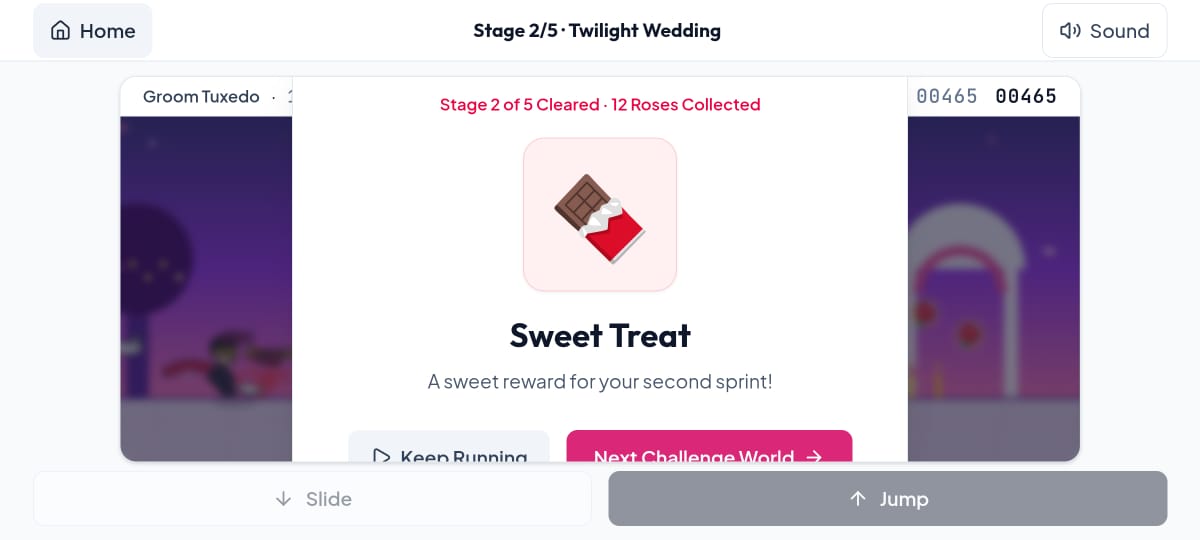 Home
Stage 2/5 · Twilight Wedding
Sound
Groom Tuxedo ·
00465 00465
Stage 2 of 5 Cleared · 12 Roses Collected
Sweet Treat
A sweet reward for your second sprint!
Keep Running
Next Challenge World →
↓ Slide
↑ Jump